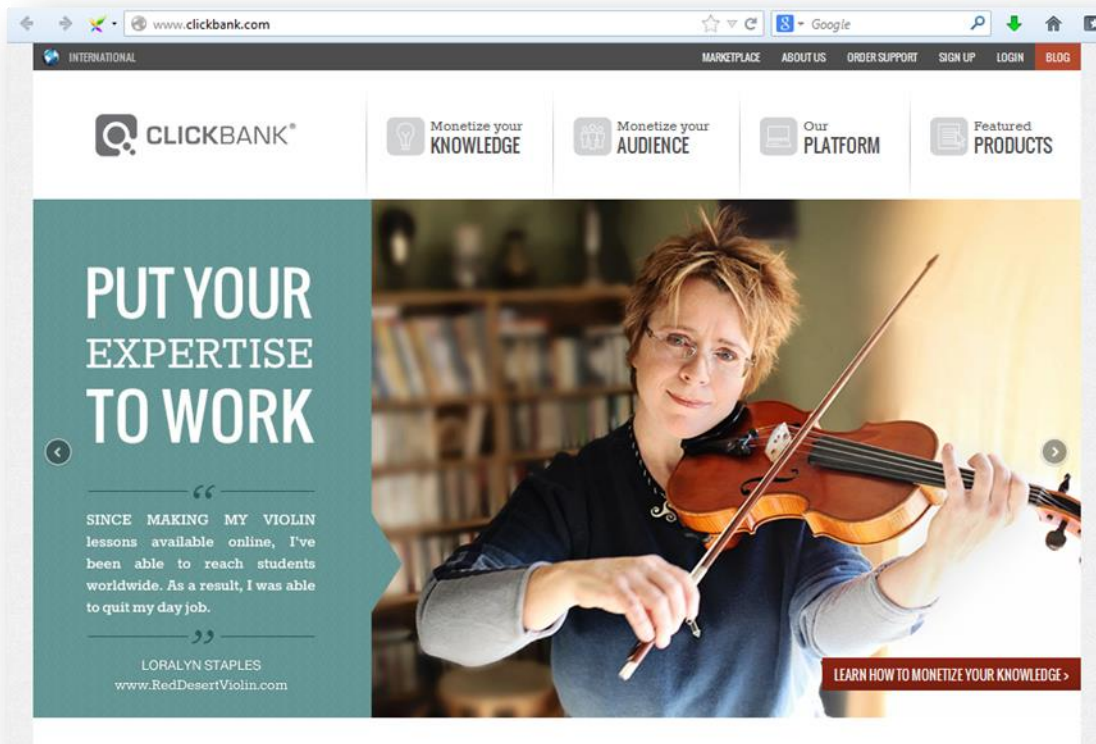 www.clickbank.com
Google
INTERNATIONAL
MARKETPLACE ABOUT US ORDER SUPPORT SIGN UP LOGIN BLOG
CLICKBANK®
Monetize your
KNOWLEDGE
Monetize your
AUDIENCE
Our
PLATFORM
Featured
PRODUCTS
PUT YOUR
EXPERTISE
TO WORK
“
SINCE MAKING MY VIOLIN
lessons available online, I've
been able to reach students
worldwide. As a result, I was able
to quit my day job.
”
LORALYN STAPLES
www.RedDesertViolin.com
LEARN HOW TO MONETIZE YOUR KNOWLEDGE >